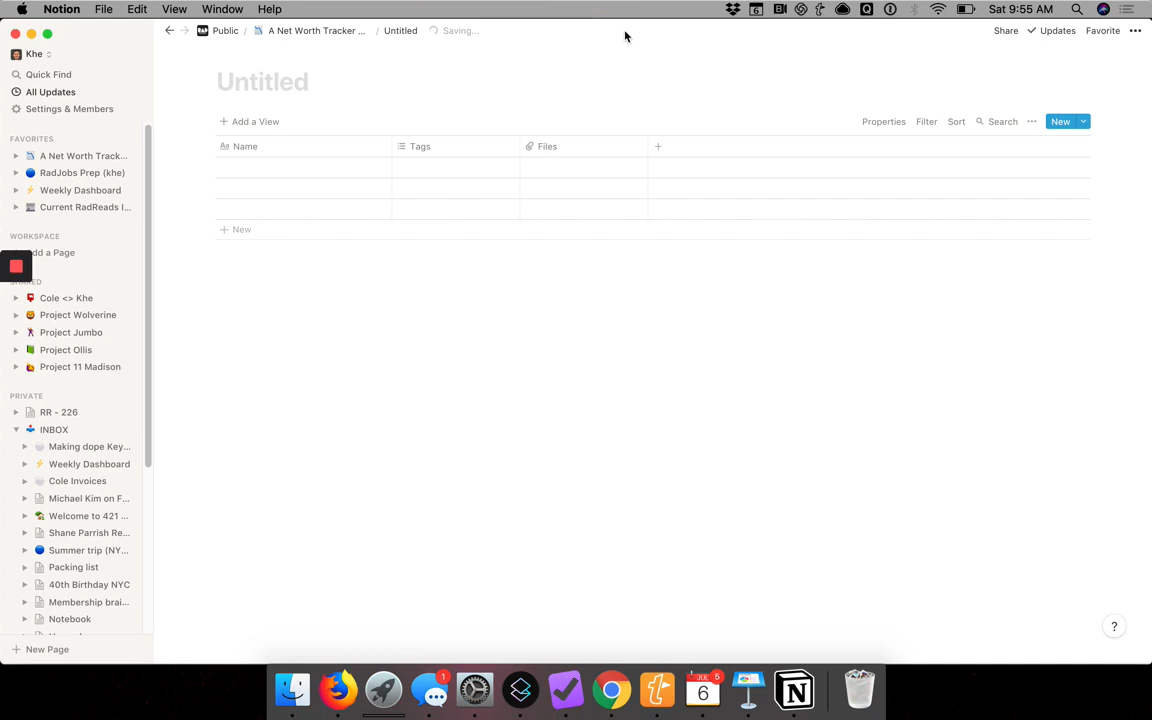 Notion File Edit View Window Help Sat 9:55 AM
Public / A Net Worth Tracker ... / Untitled Saving... Share Updates Favorite
Khe
Quick Find
All Updates
Settings & Members
FAVORITES
A Net Worth Track...
RadJobs Prep (khe)
Weekly Dashboard
Current RadReads I...
WORKSPACE
dd a Page
Cole <> Khe
Project Wolverine
Project Jumbo
Project Ollis
Project 11 Madison
PRIVATE
RR - 226
INBOX
Making dope Key...
Weekly Dashboard
Cole Invoices
Michael Kim on F...
Welcome to 421 ...
Shane Parrish Re...
Summer trip (NY...
Packing list
40th Birthday NYC
Membership brai...
Notebook
New Page
Untitled
Add a View Properties Filter Sort Search New
Name Tags Files
New
?
1
JUL 5
6